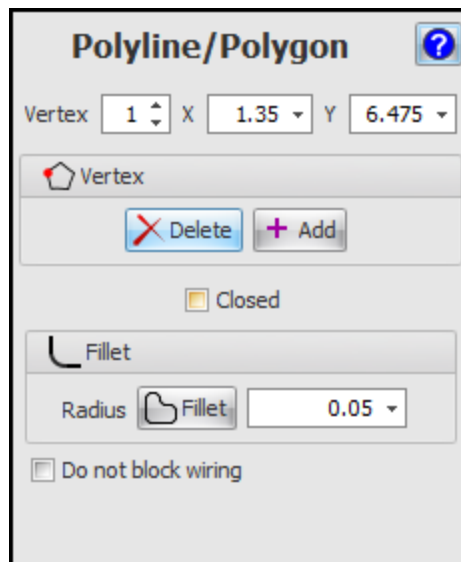 Polyline/Polygon ?
Vertex 1 X 1.35 Y 6.475
Vertex
Delete + Add
Closed
Fillet
Radius Fillet 0.05
Do not block wiring